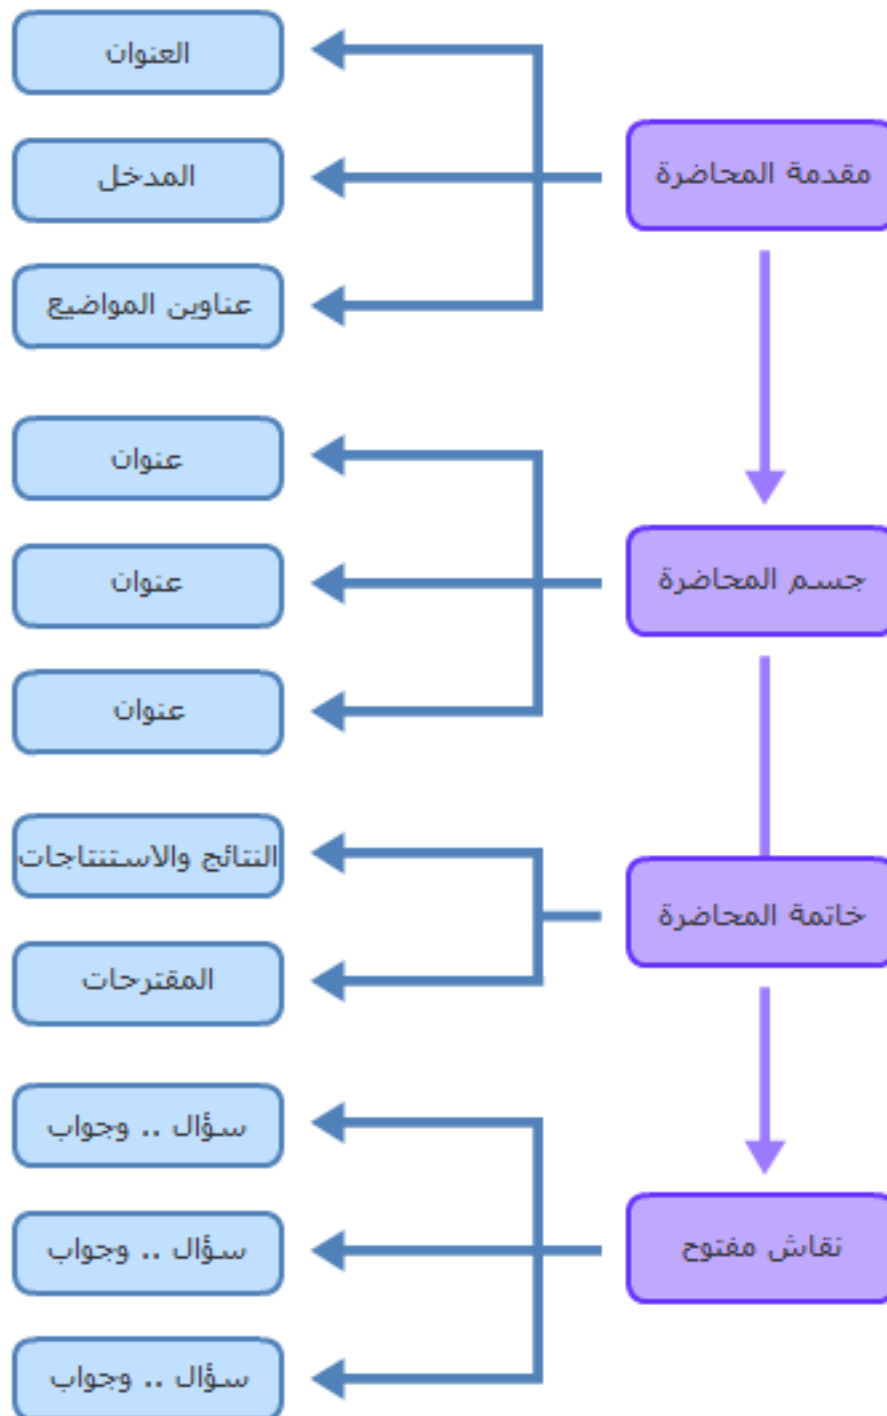 مقدمة المحاضرة
العنوان
المدخل
عناوين المواضيع
جسم المحاضرة
عنوان
عنوان
عنوان
خاتمة المحاضرة
النتائج والاستنتاجات
المقترحات
نقاش مفتوح
سؤال .. وجواب
سؤال .. وجواب
سؤال .. وجواب